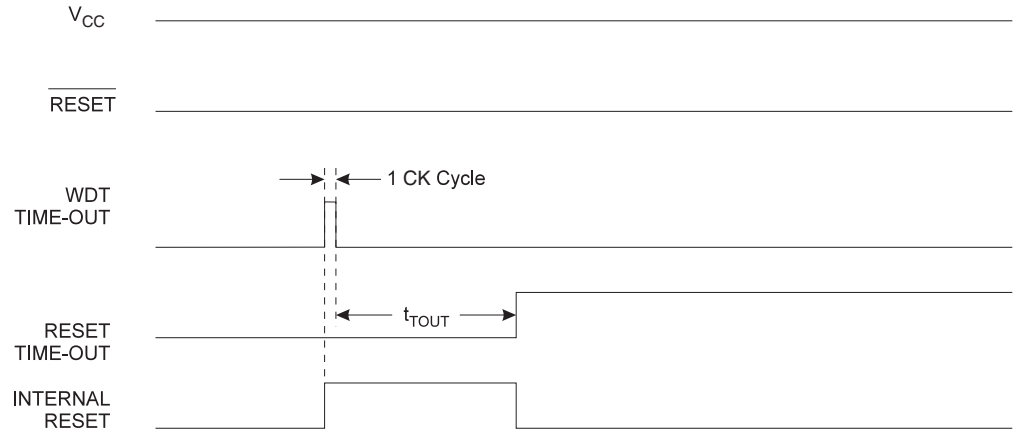 VCC
RESET
1 CK Cycle
WDT
TIME-OUT
tTOUT
RESET
TIME-OUT
INTERNAL
RESET